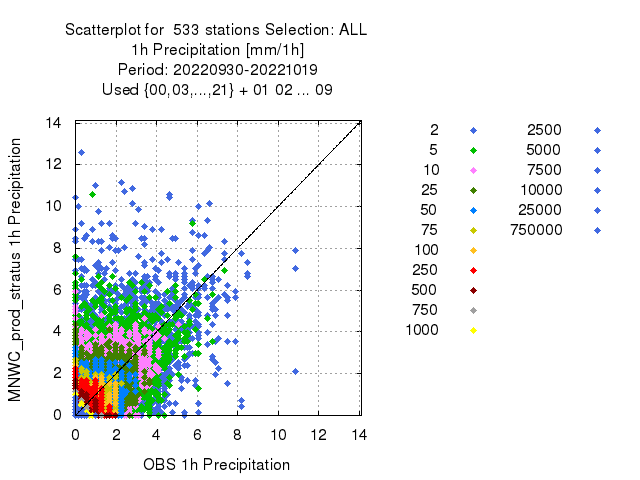 Scatterplot for 533 stations Selection: ALL
1h Precipitation [mm/1h]
Period: 20220930-20221019
Used {00,03,...,21} + 01 02 ... 09
MNWC_prod_stratus 1h Precipitation
14
12
10
8
6
4
2
0
0 2 4 6 8 10 12 14
OBS 1h Precipitation
2 2500
5 5000
10 7500
25 10000
50 25000
75 750000
100
250
500
750
1000